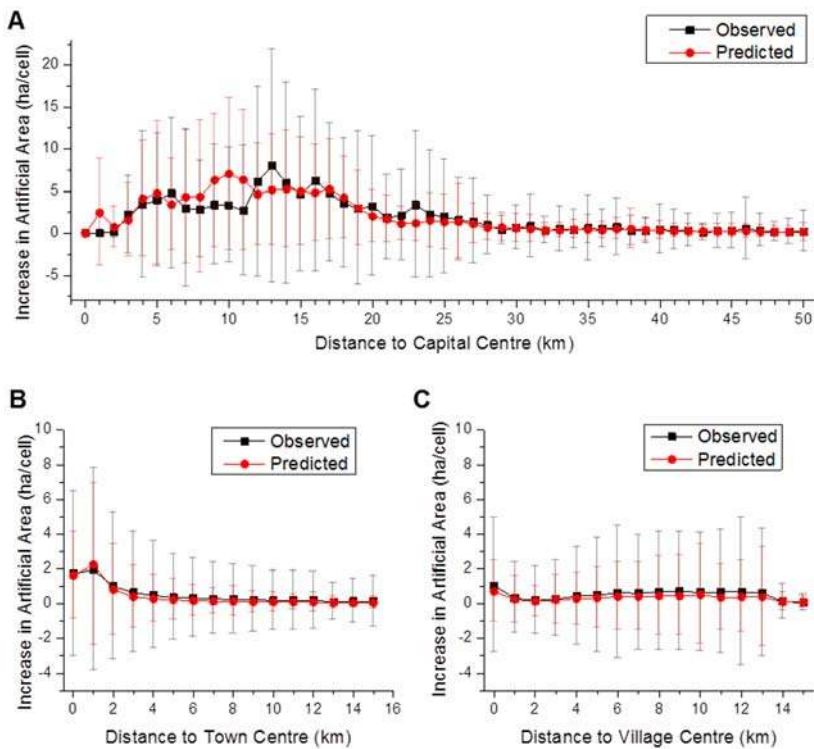 A
Observed
Predicted
Increase in Artificial Area (ha/cell)
20
15
10
5
0
-5
0 5 10 15 20 25 30 35 40 45 50
Distance to Capital Centre (km)
B
Observed
Predicted
Increase in Artificial Area (ha/cell)
10
8
6
4
2
0
-2
-4
0 2 4 6 8 10 12 14 16
Distance to Town Centre (km)
C
Observed
Predicted
Increase in Artificial Area (ha/cell)
10
8
6
4
2
0
-2
-4
0 2 4 6 8 10 12 14
Distance to Village Centre (km)